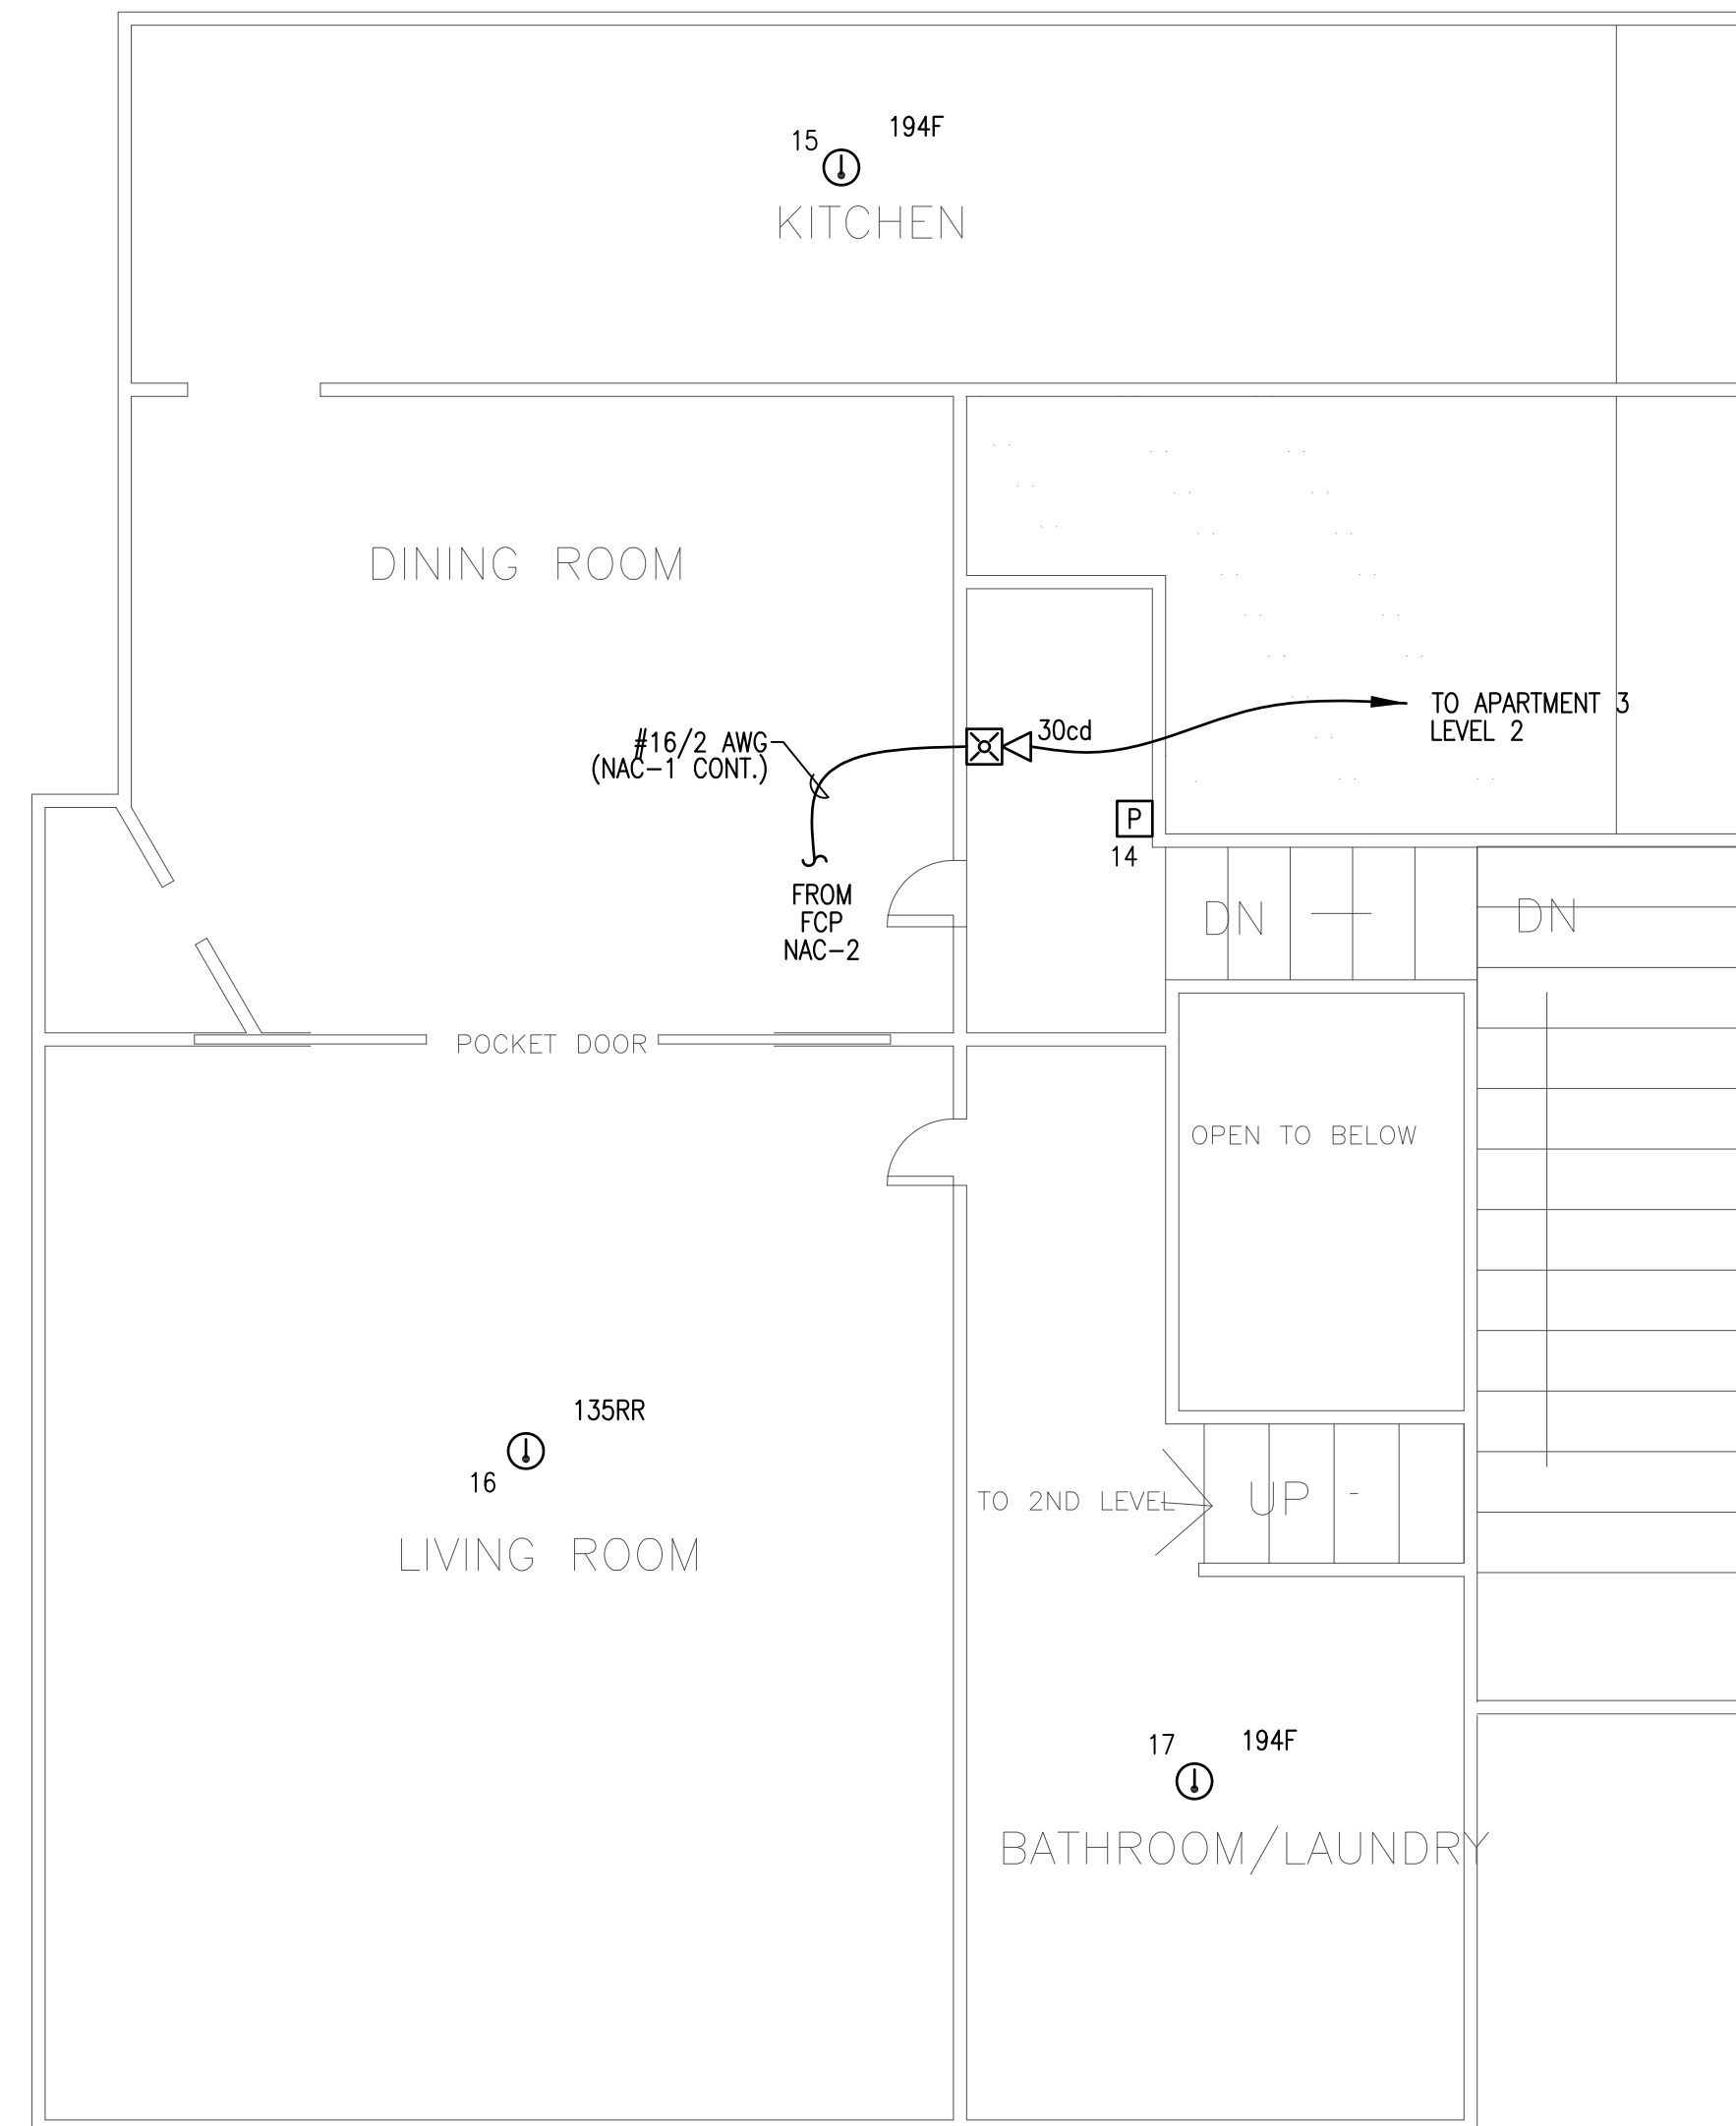 15 194F
KITCHEN
DINING ROOM
#16/2 AWG
(NAC-1 CONT.)
30cd
TO APARTMENT 3
LEVEL 2
P
14
FROM
FCP
NAC-2
DN
DN
POCKET DOOR
OPEN TO BELOW
135RR
16
LIVING ROOM
TO 2ND LEVEL
UP
17 194F
BATHROOM/LAUNDRY